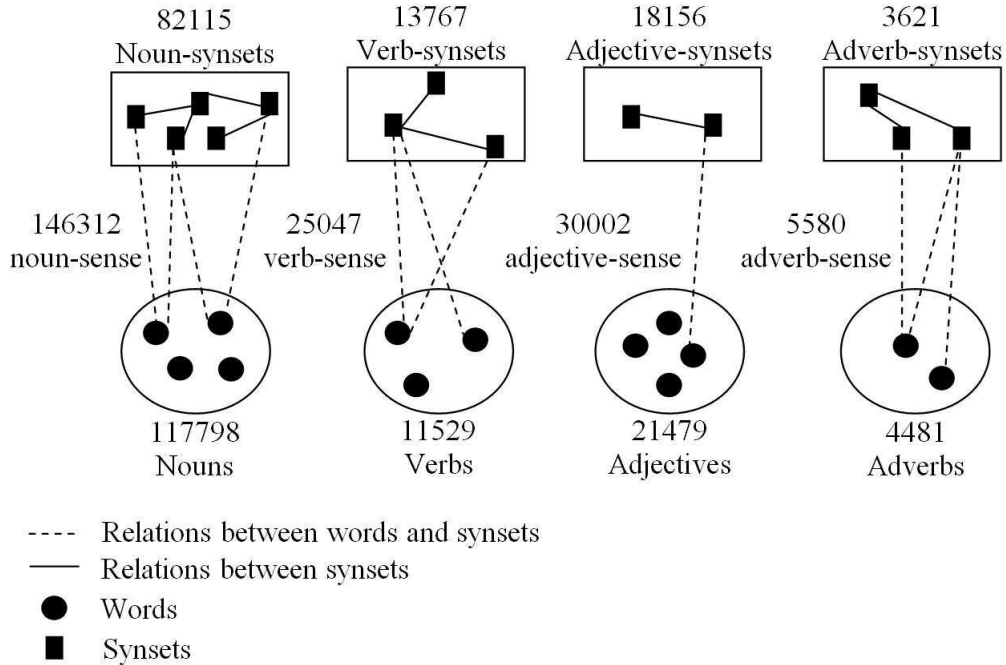 82115
Noun-synsets
13767
Verb-synsets
18156
Adjective-synsets
3621
Adverb-synsets
146312
noun-sense
25047
verb-sense
30002
adjective-sense
5580
adverb-sense
117798
Nouns
11529
Verbs
21479
Adjectives
4481
Adverbs
Relations between words and synsets
Relations between synsets
Words
Synsets